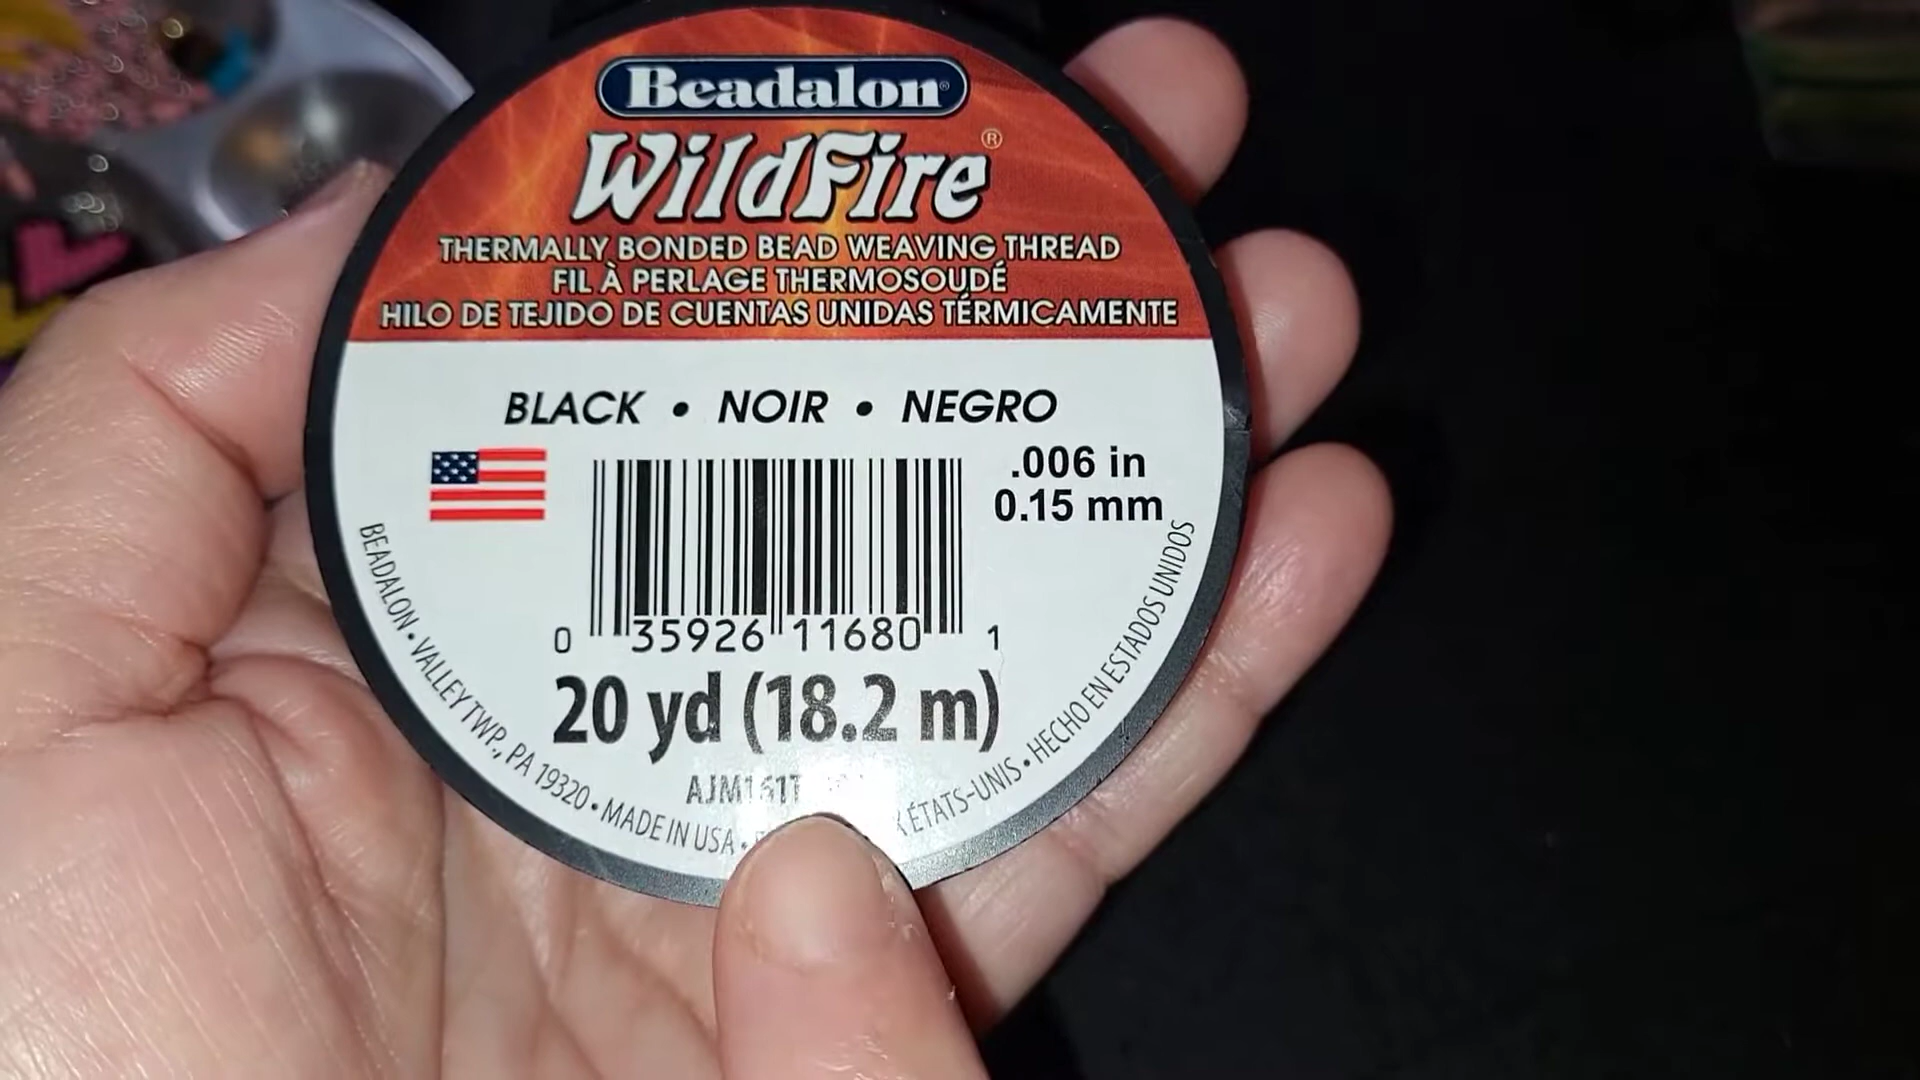 Beadalon®
WildFire®
THERMALLY BONDED BEAD WEAVING THREAD
FIL À PERLAGE THERMOSOUDÉ
HILO DE TEJIDO DE CUENTAS UNIDAS TÉRMICAMENTE
BLACK • NOIR • NEGRO
.006 in
0.15 mm
0 35926 11680 1
20 yd (18.2 m)
BEADALON • VALLEY TWP., PA 19320 • MADE IN USA • ÉTATS-UNIS • HECHO EN ESTADOS UNIDOS